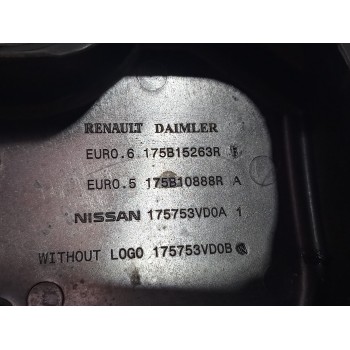 RENAULT DAIMLER
EURO.6 175B15263R
EURO.5 175B10888R A
NISSAN 175753VD0A 1
WITHOUT LOGO 175753VD0B